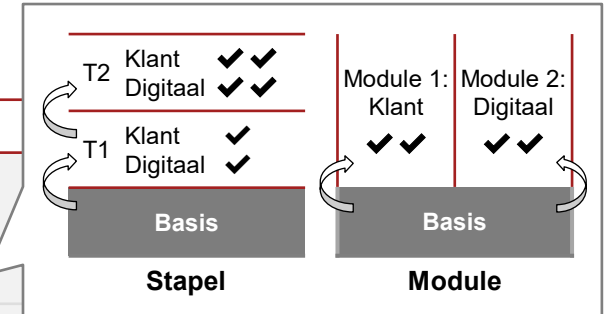 T2 Klant ✔✔
Digitaal ✔✔
T1 Klant ✔
Digitaal ✔
Basis
Stapel
Module 1:
Klant
✔✔
Module 2:
Digitaal
✔✔
Basis
Module